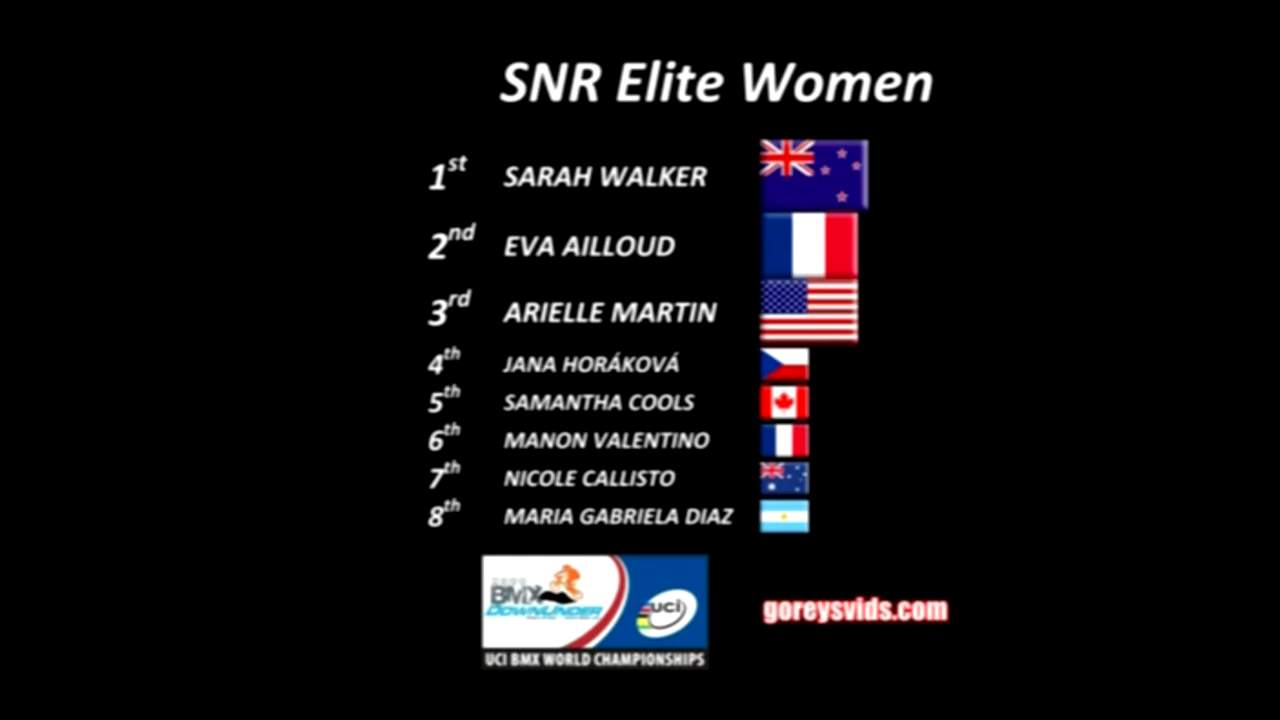 SNR Elite Women
1st SARAH WALKER
2nd EVA AILLOUD
3rd ARIELLE MARTIN
4th JANA HORÁKOVÁ
5th SAMANTHA COOLS
6th MANON VALENTINO
7th NICOLE CALLISTO
8th MARIA GABRIELA DIAZ
2009
BMX
DOWNUNDER
uci
UCI BMX WORLD CHAMPIONSHIPS
goreysvids.com